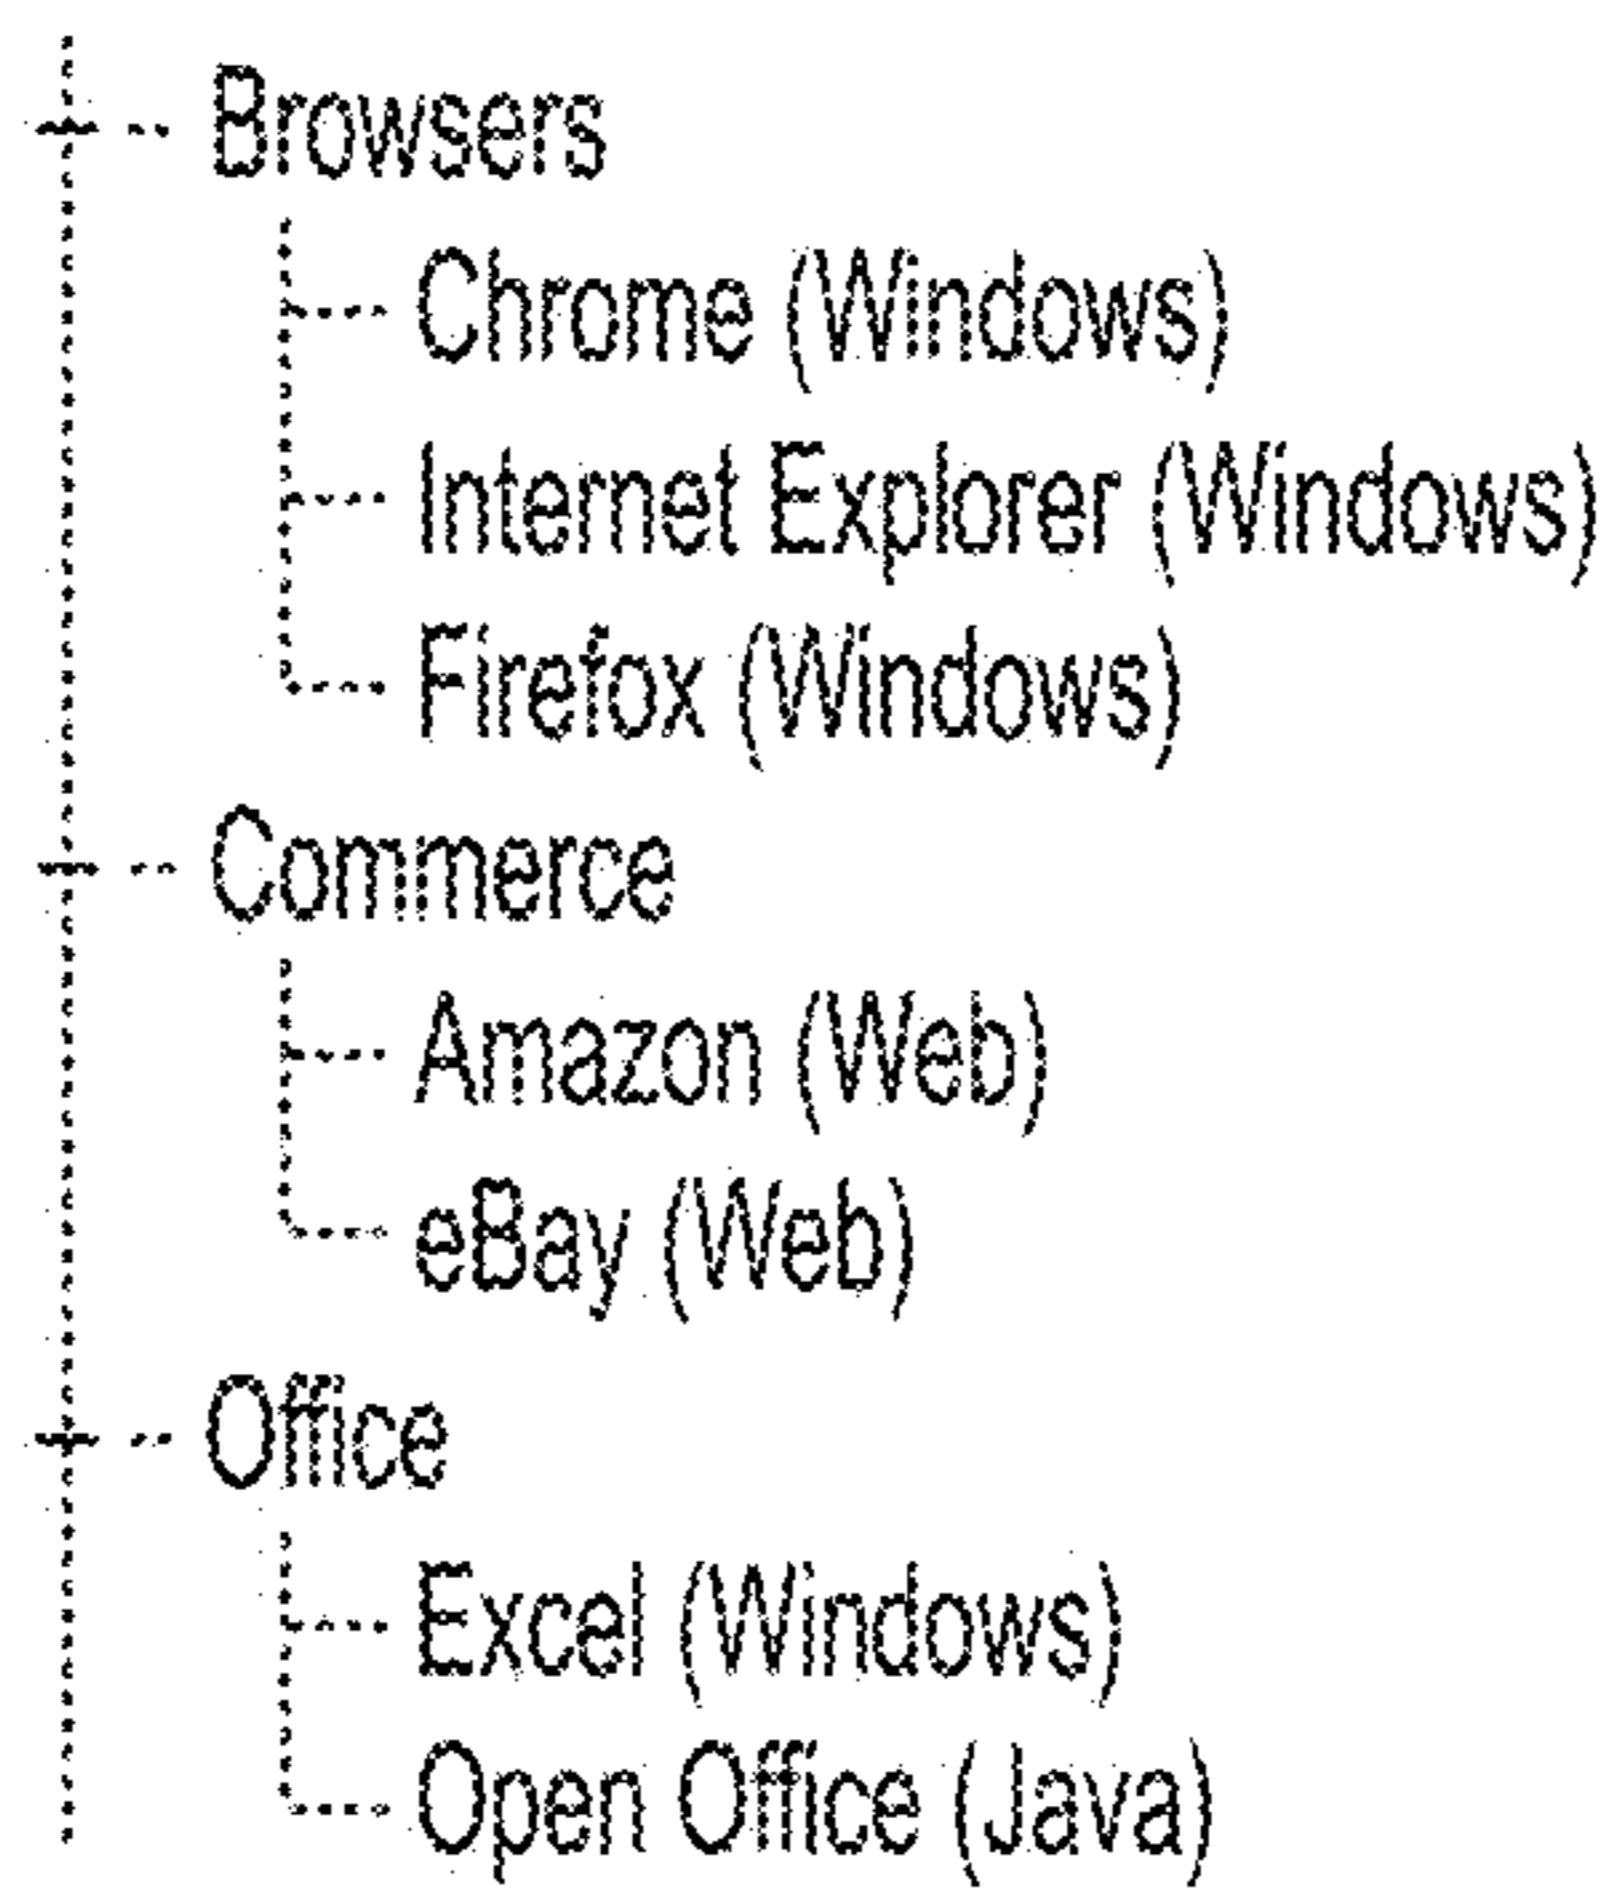 Browsers
Chrome (Windows)
Internet Explorer (Windows)
Firefox (Windows)
Commerce
Amazon (Web)
eBay (Web)
Office
Excel (Windows)
Open Office (Java)